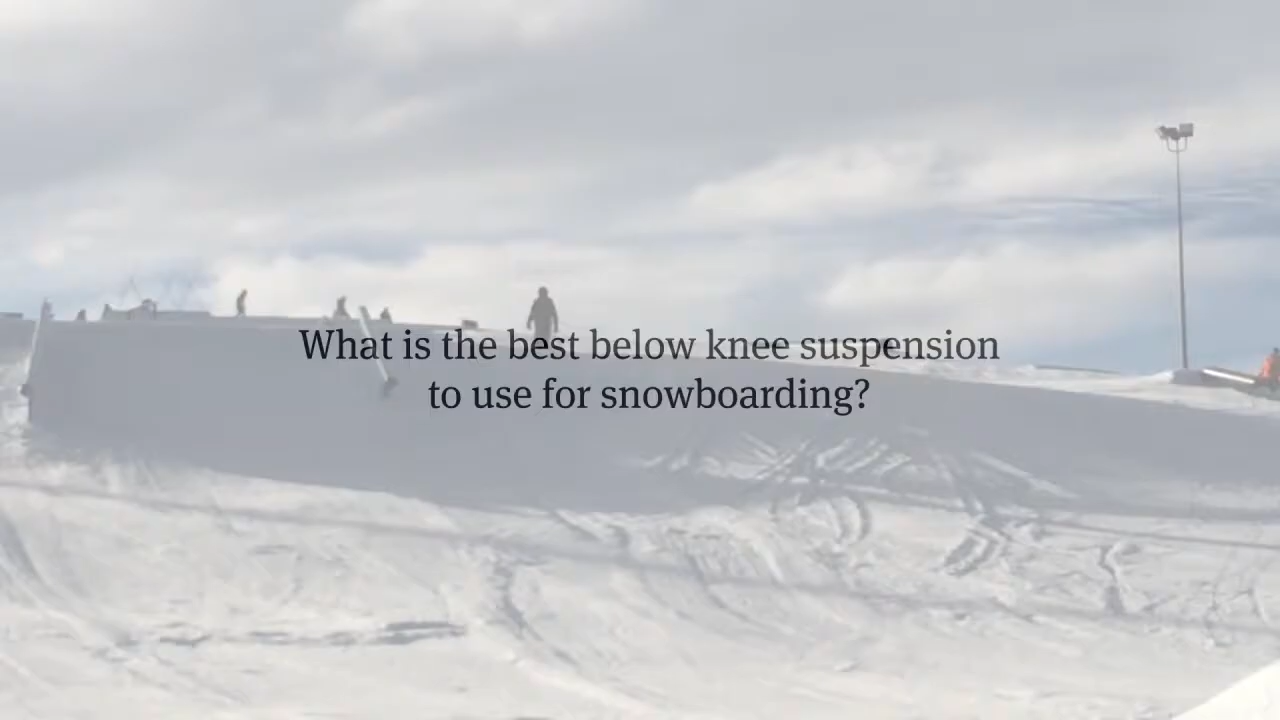 What is the best below knee suspension
to use for snowboarding?